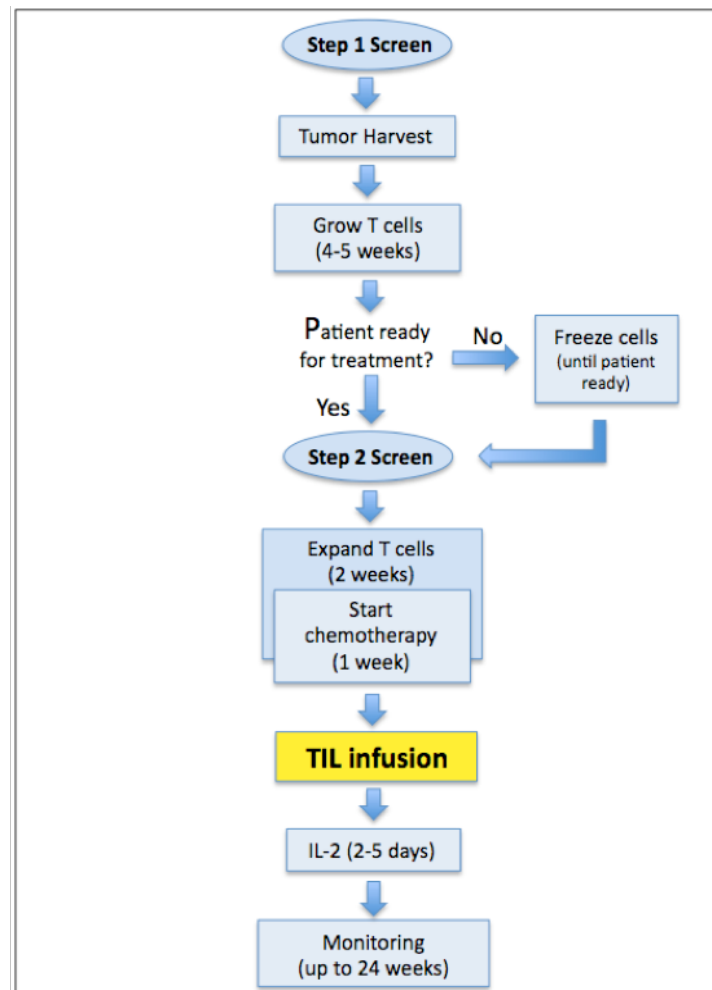 Step 1 Screen
Tumor Harvest
Grow T cells
(4-5 weeks)
Patient ready
for treatment?
No
Freeze cells
(until patient
ready)
Yes
Step 2 Screen
Expand T cells
(2 weeks)
Start
chemotherapy
(1 week)
TIL infusion
IL-2 (2-5 days)
Monitoring
(up to 24 weeks)